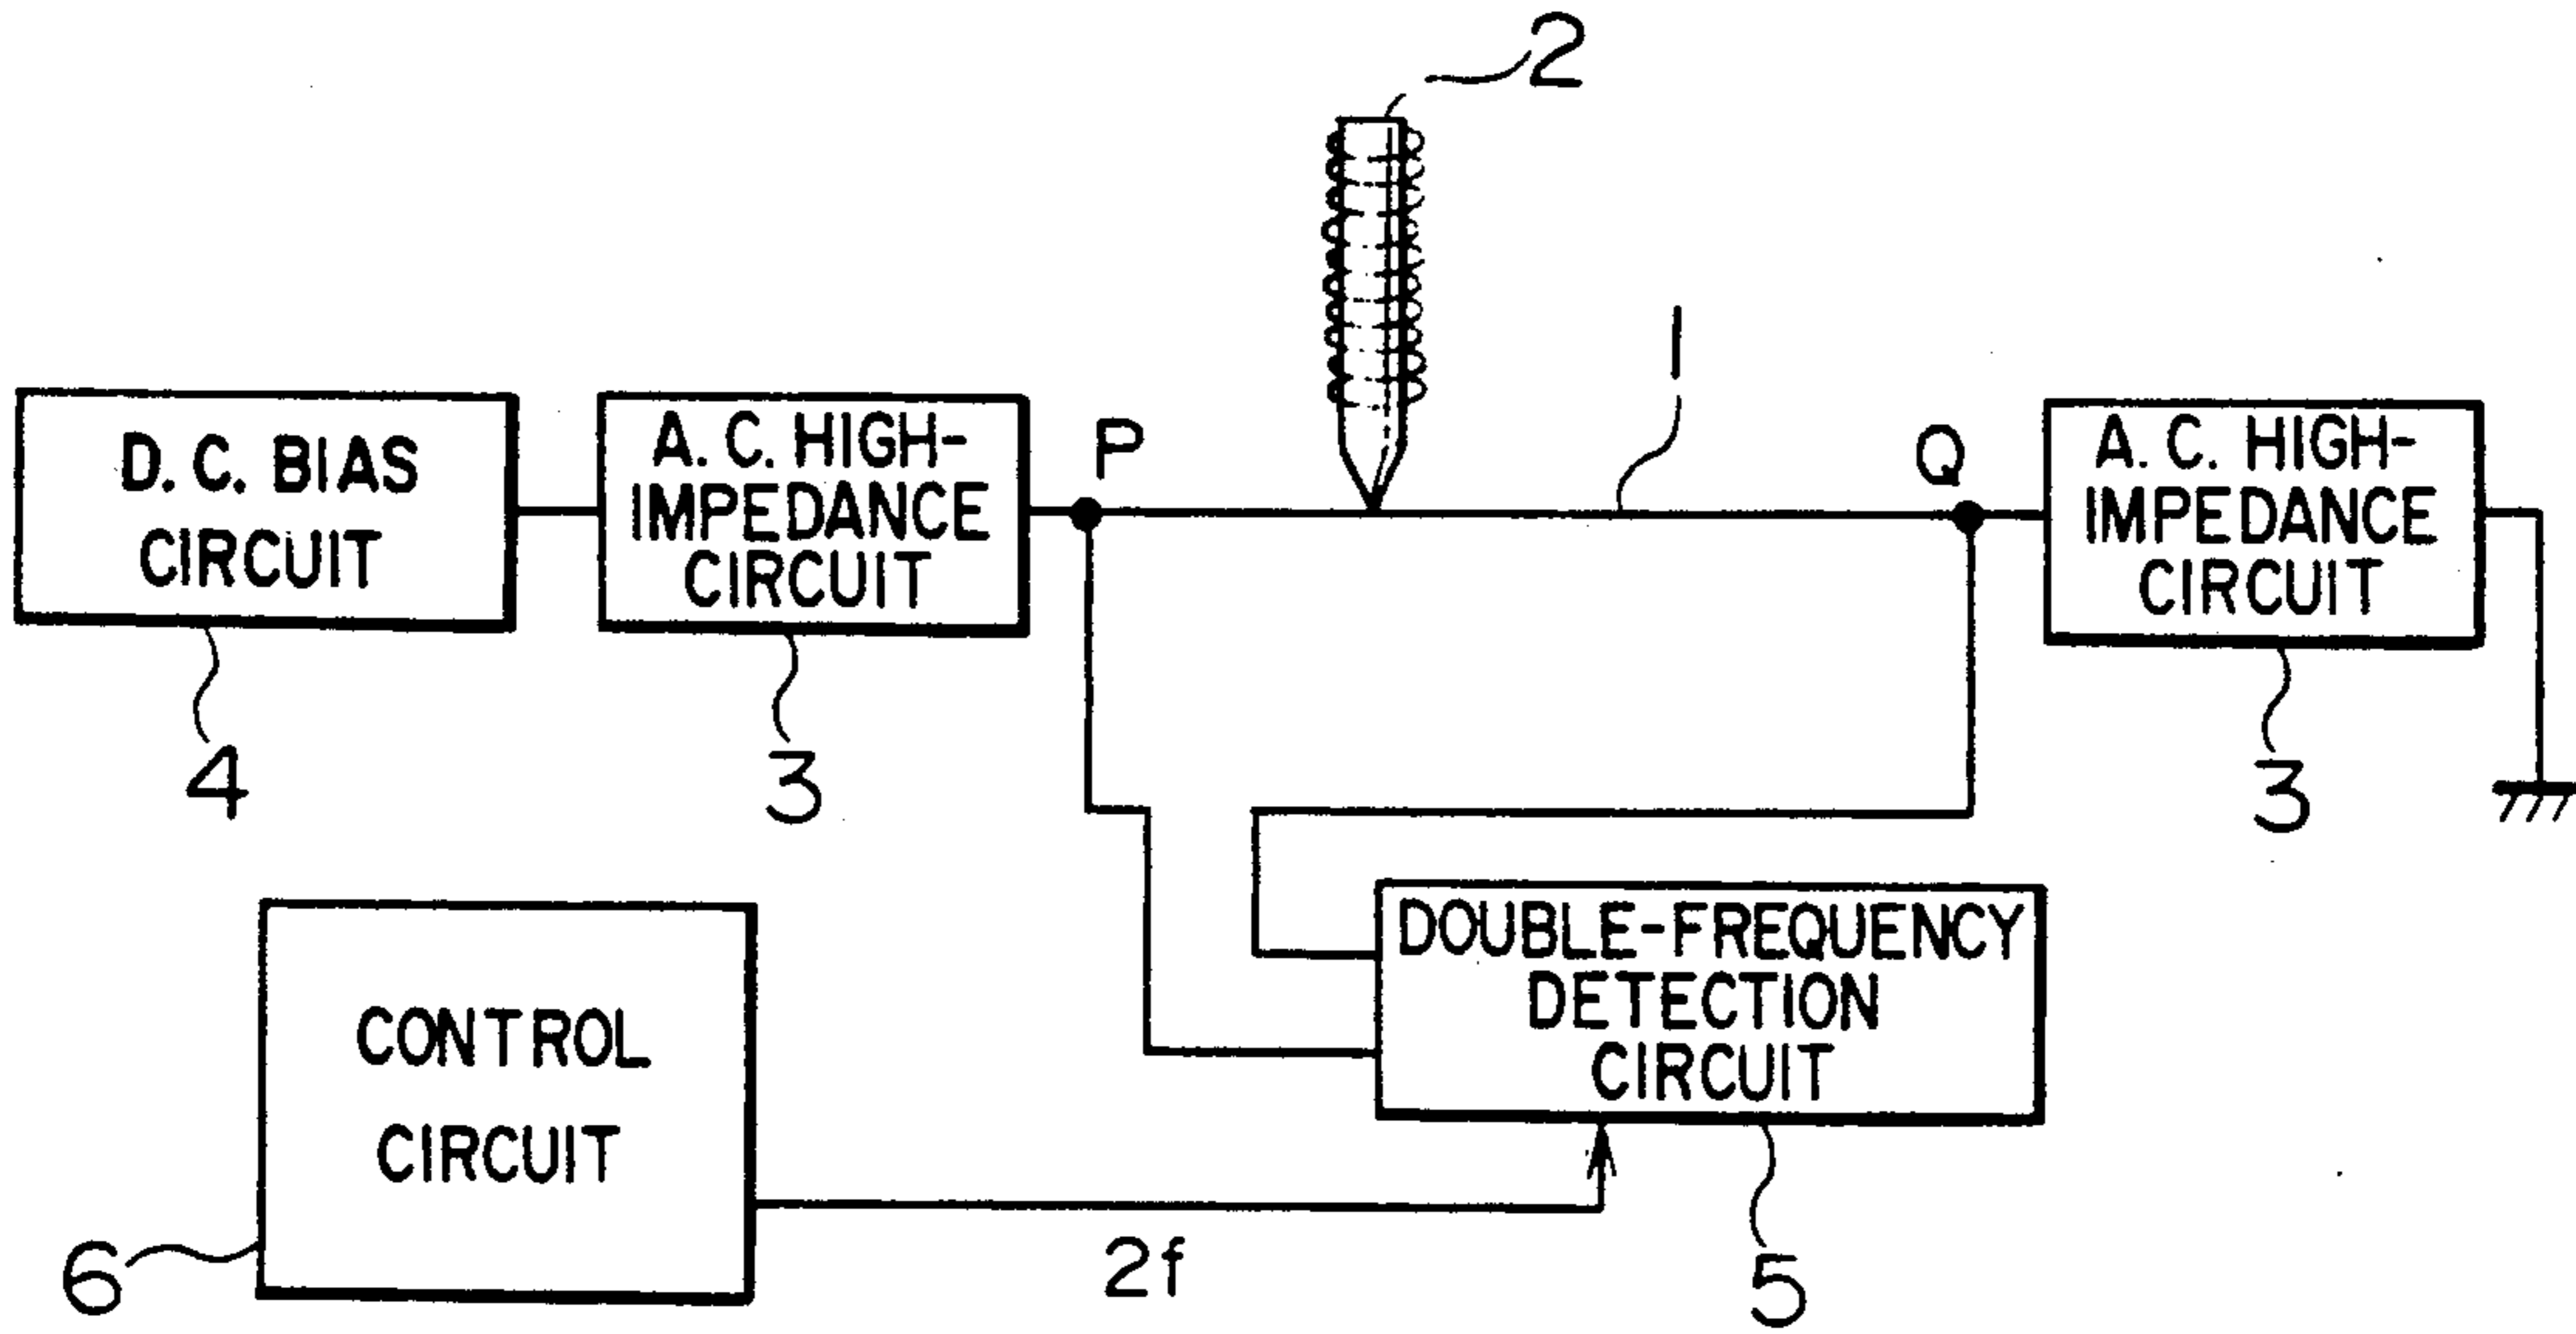 2
1
D. C. BIAS
CIRCUIT
A. C. HIGH-
IMPEDANCE
CIRCUIT
P
Q
A. C. HIGH-
IMPEDANCE
CIRCUIT
4
3
3
CONTROL
CIRCUIT
DOUBLE-FREQUENCY
DETECTION
CIRCUIT
6
2f
5